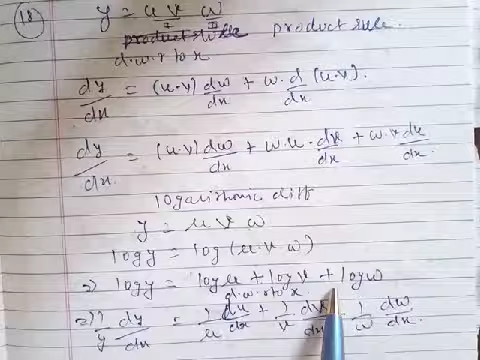 (18) y = u v w
I II
product rule product rule.
d.w.r to x
dy/dx = (u.v) dw/dx + w. d/dx (u.v).
dy/dx = (u.v) dw/dx + w.u. dv/dx + w.v du/dx.
logarithmic diff
y = u v w
log y = log (u.v.w)
=> log y = log u + log v + log w
d.w.r to x.
=> 1/y dy/dx = 1/u du/dx + 1/v dv/dx 1/w dw/dx.